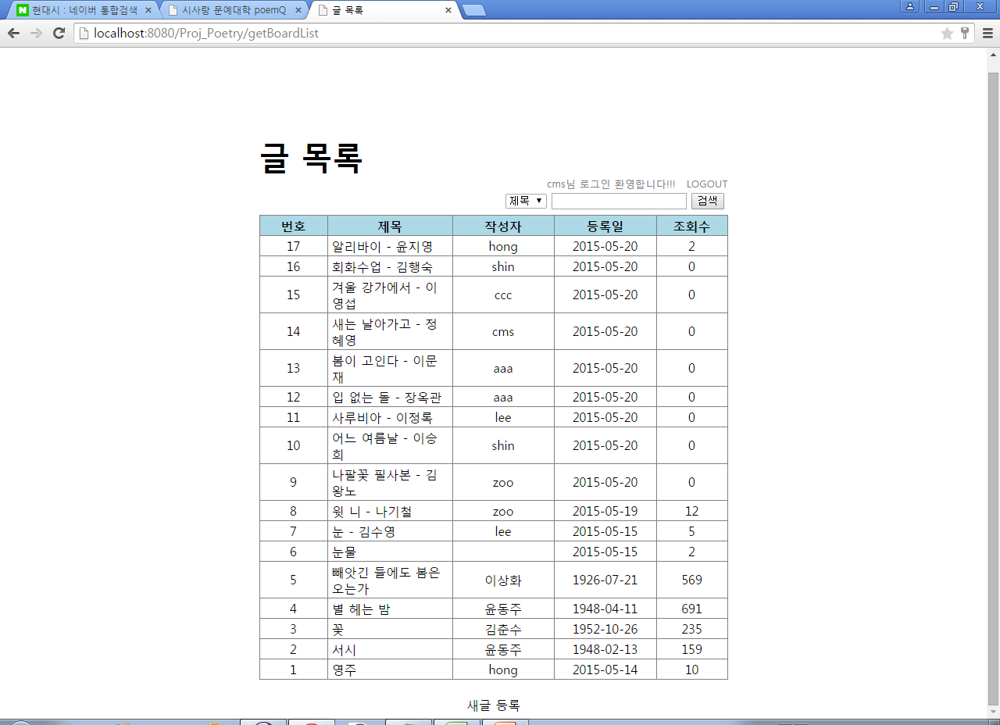 현대시 : 네이버 통합검색
시사랑 문예대학 poemQ
글 목록
localhost:8080/Proj_Poetry/getBoardList
글 목록
cms님 로그인 환영합니다!!! LOGOUT
제목 검색
번호 제목 작성자 등록일 조회수
17 알리바이 - 윤지영 hong 2015-05-20 2
16 회화수업 - 김행숙 shin 2015-05-20 0
15 겨울 강가에서 - 이
영섭 ccc 2015-05-20 0
14 새는 날아가고 - 정
혜영 cms 2015-05-20 0
13 봄이 고인다 - 이문
재 aaa 2015-05-20 0
12 입 없는 돌 - 장옥관 aaa 2015-05-20 0
11 사루비아 - 이정록 lee 2015-05-20 0
10 어느 여름날 - 이승
희 shin 2015-05-20 0
9 나팔꽃 필사본 - 김
왕노 zoo 2015-05-20 0
8 윗 니 - 나기철 zoo 2015-05-19 12
7 눈 - 김수영 lee 2015-05-15 5
6 눈물 2015-05-15 2
5 빼앗긴 들에도 봄은
오는가 이상화 1926-07-21 569
4 별 헤는 밤 윤동주 1948-04-11 691
3 꽃 김춘수 1952-10-26 235
2 서시 윤동주 1948-02-13 159
1 영주 hong 2015-05-14 10
새글 등록